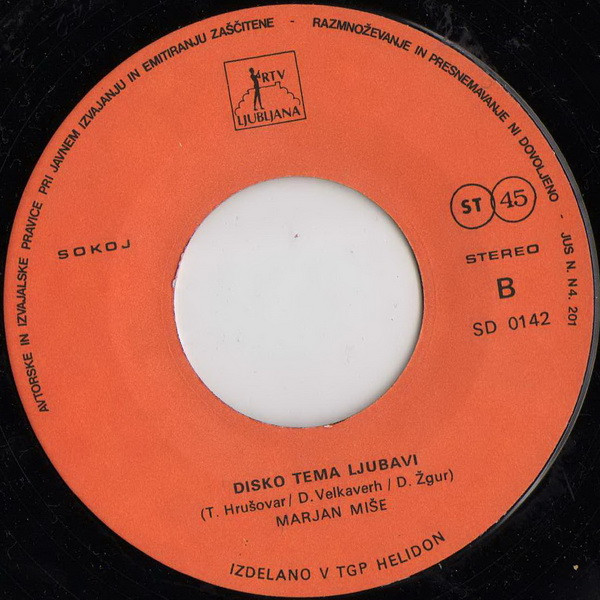 AVTORSKE IN IZVAJALSKE PRAVICE PRI JAVNEM IZVAJANJU IN EMITIRANJU ZAŠČITENE - RAZMNOŽEVANJE IN PRESNEMAVANJE NI DOVOLJENO - JUS N. N4. 201
RTV
LJUBLJANA
ST 45
SOKOJ
STEREO
B
SD 0142
DISKO TEMA LJUBAVI
(T. Hrušovar/ D. Velkaverh / D. Žgur)
MARJAN MIŠE
IZDELANO V TGP HELIDON